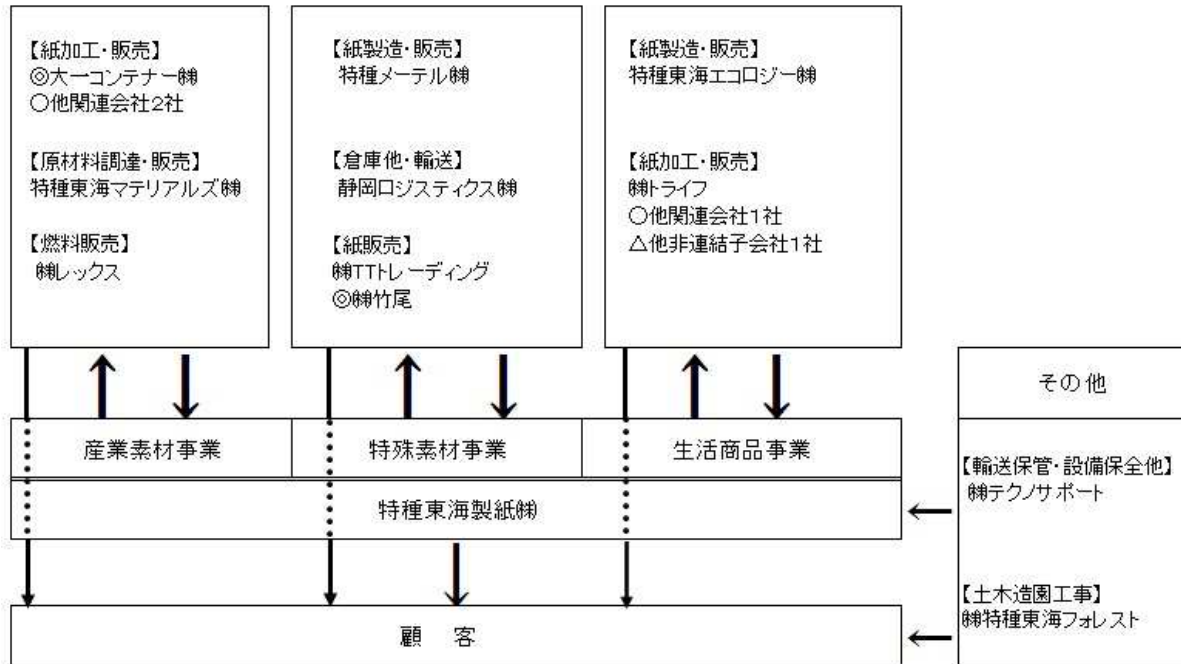 【紙加工・販売】
◎大一コンテナー㈱
○他関連会社2社
【原材料調達・販売】
特種東海マテリアルズ㈱
【燃料販売】
㈱レックス
【紙製造・販売】
特種メーテル㈱
【倉庫他・輸送】
静岡ロジスティクス㈱
【紙販売】
㈱TTトレーディング
◎㈱竹尾
【紙製造・販売】
特種東海エコロジー㈱
【紙加工・販売】
㈱トライフ
○他関連会社1社
△他非連結子会社1社
産業素材事業
特殊素材事業
生活商品事業
特種東海製紙㈱
顧 客
その他
【輸送保管・設備保全他】
㈱テクノサポート
【土木造園工事】
㈱特種東海フォレスト